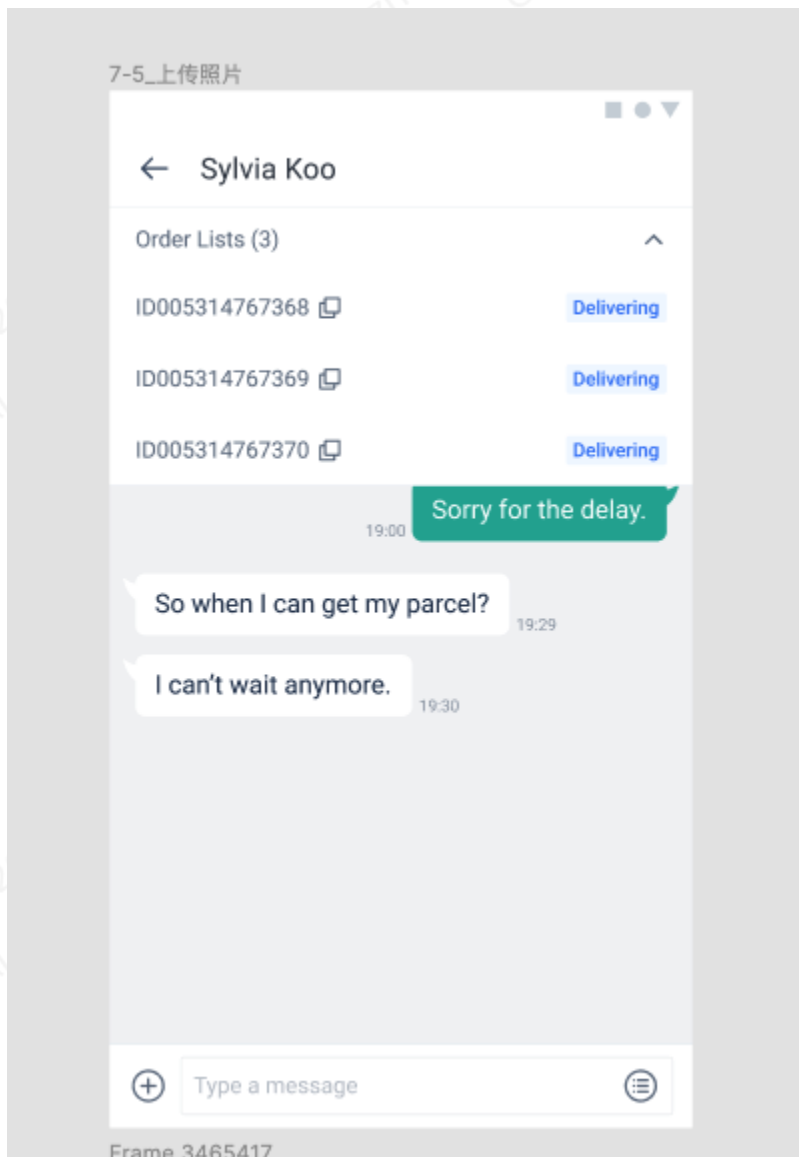 7-5_上传照片
Sylvia Koo
Order Lists (3)
ID005314767368 Delivering
ID005314767369 Delivering
ID005314767370 Delivering
Sorry for the delay.
19:00
So when I can get my parcel?
19:29
I can't wait anymore.
19:30
Type a message
Frame 3465417